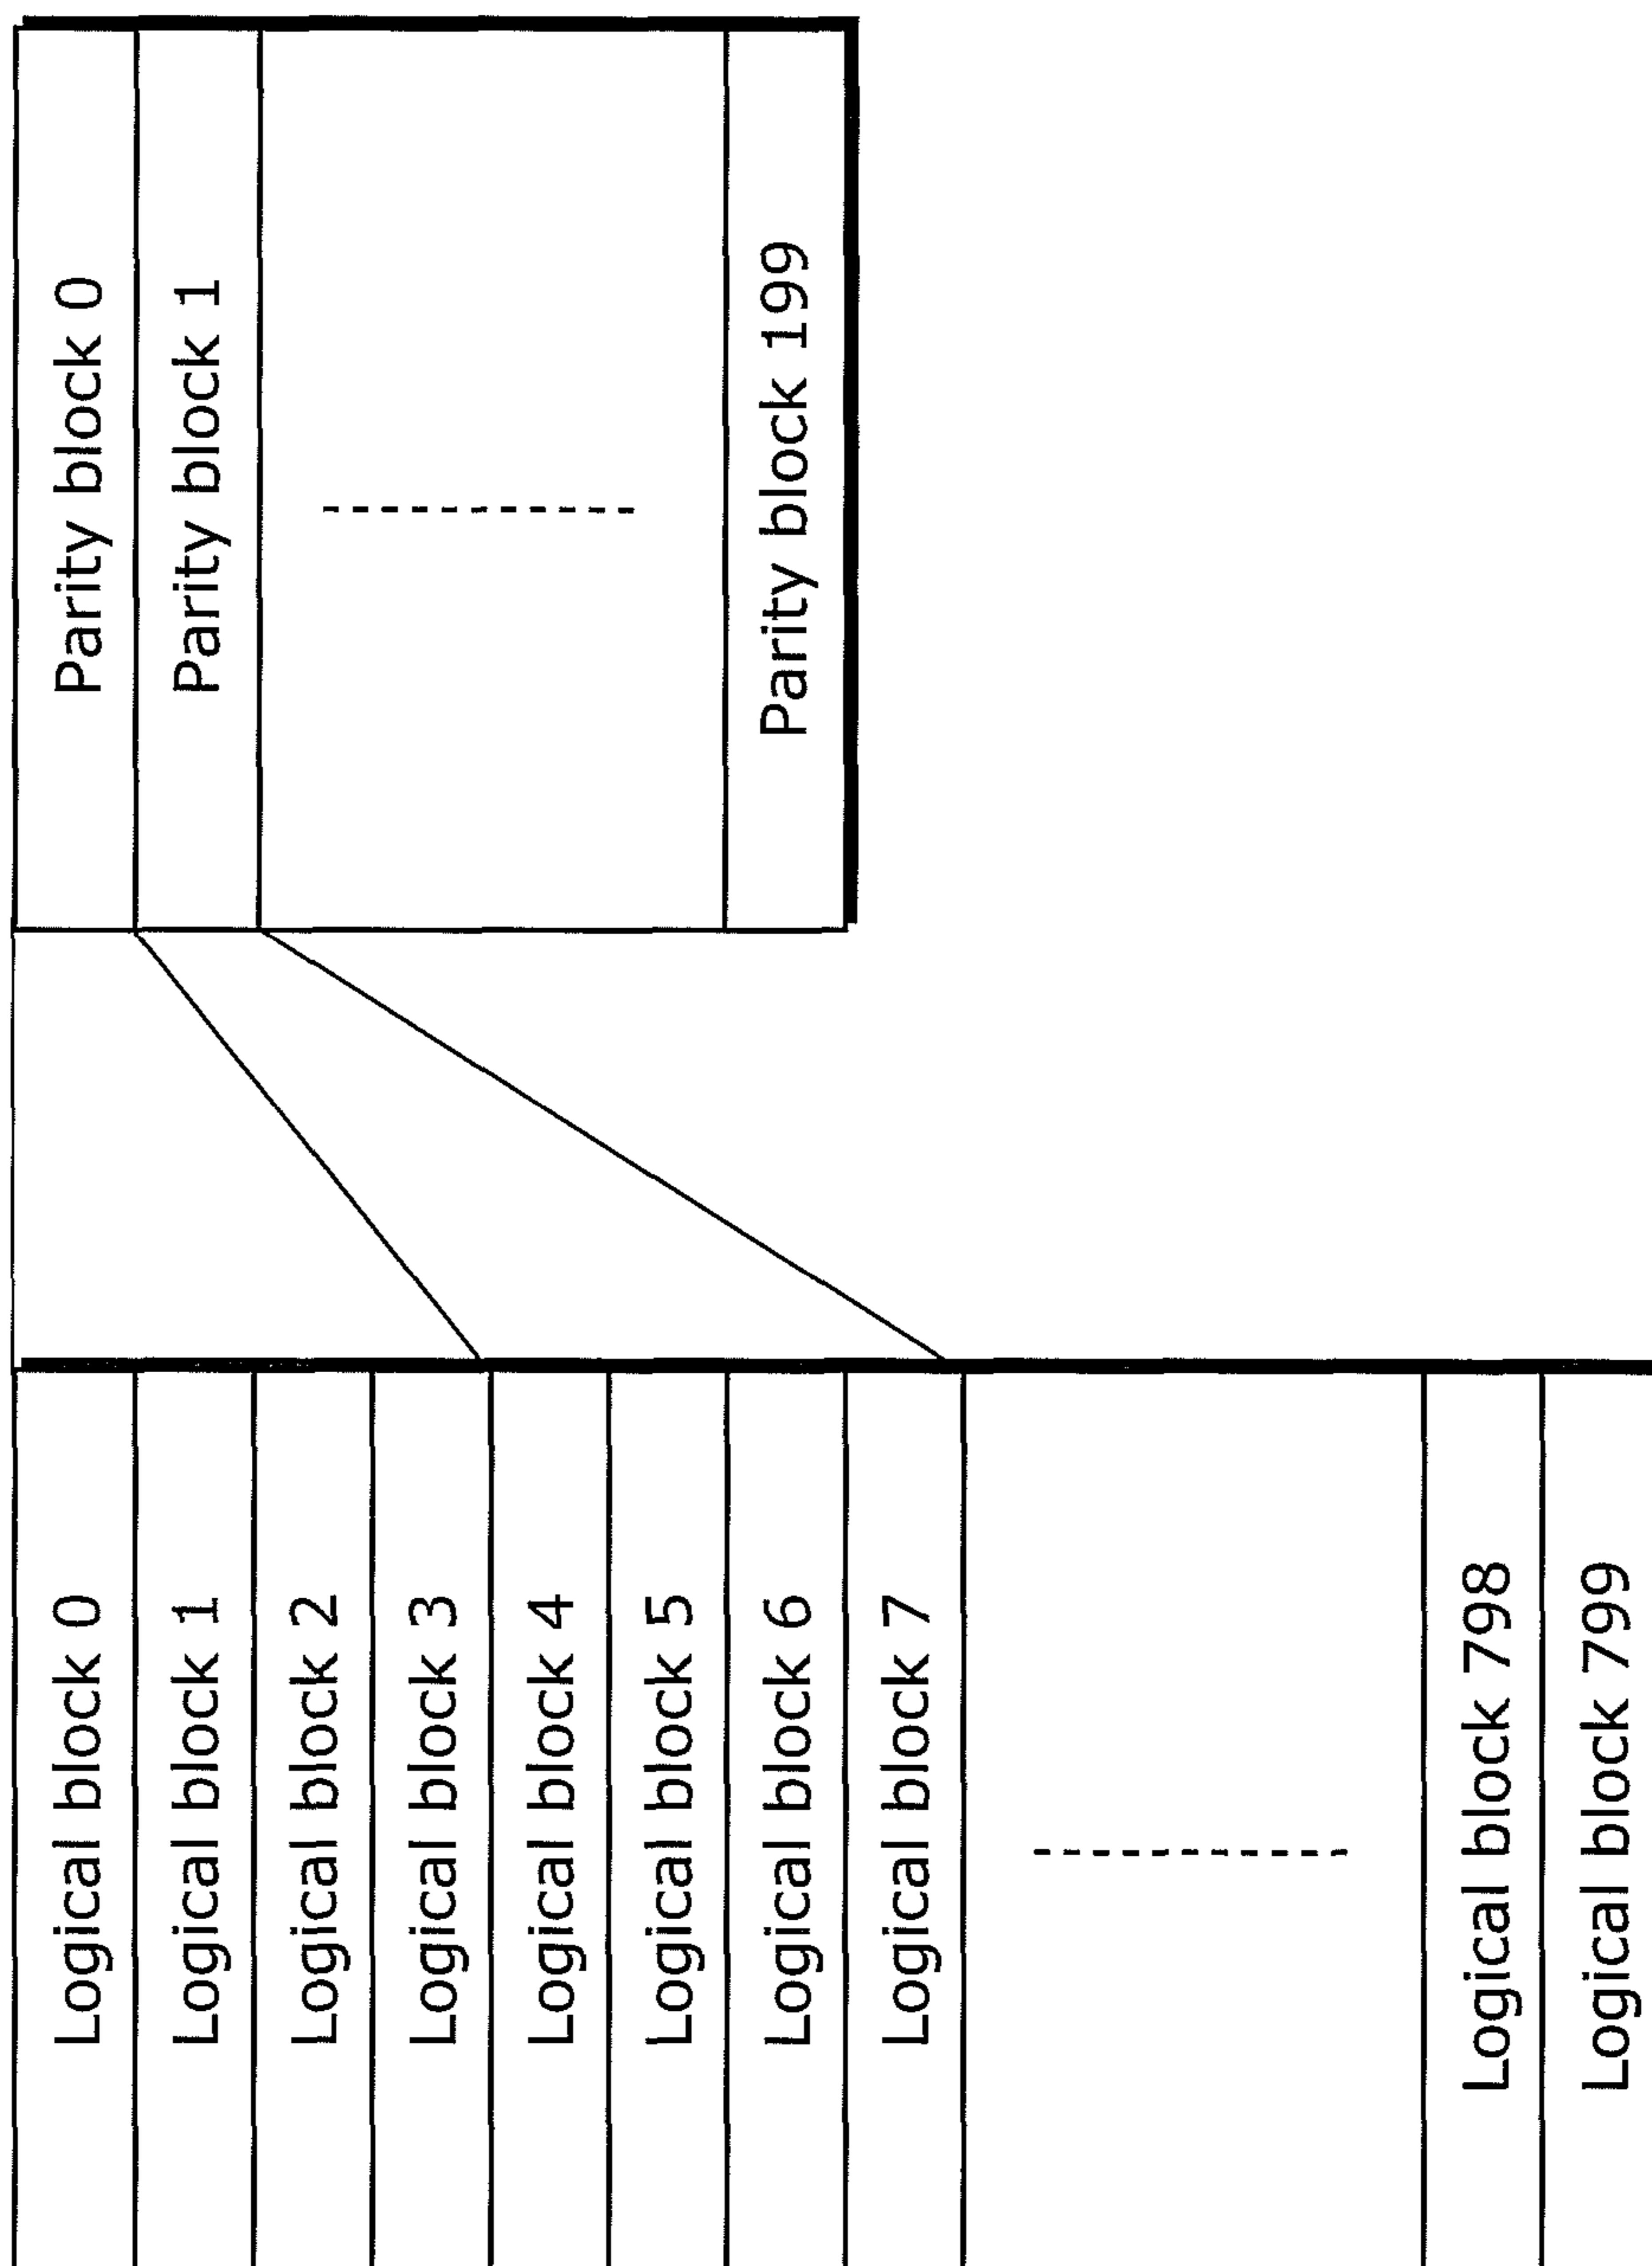 Logical block 0
Logical block 1
Logical block 2
Logical block 3
Logical block 4
Logical block 5
Logical block 6
Logical block 7
Logical block 798
Logical block 799
Parity block 0
Parity block 1
Parity block 199